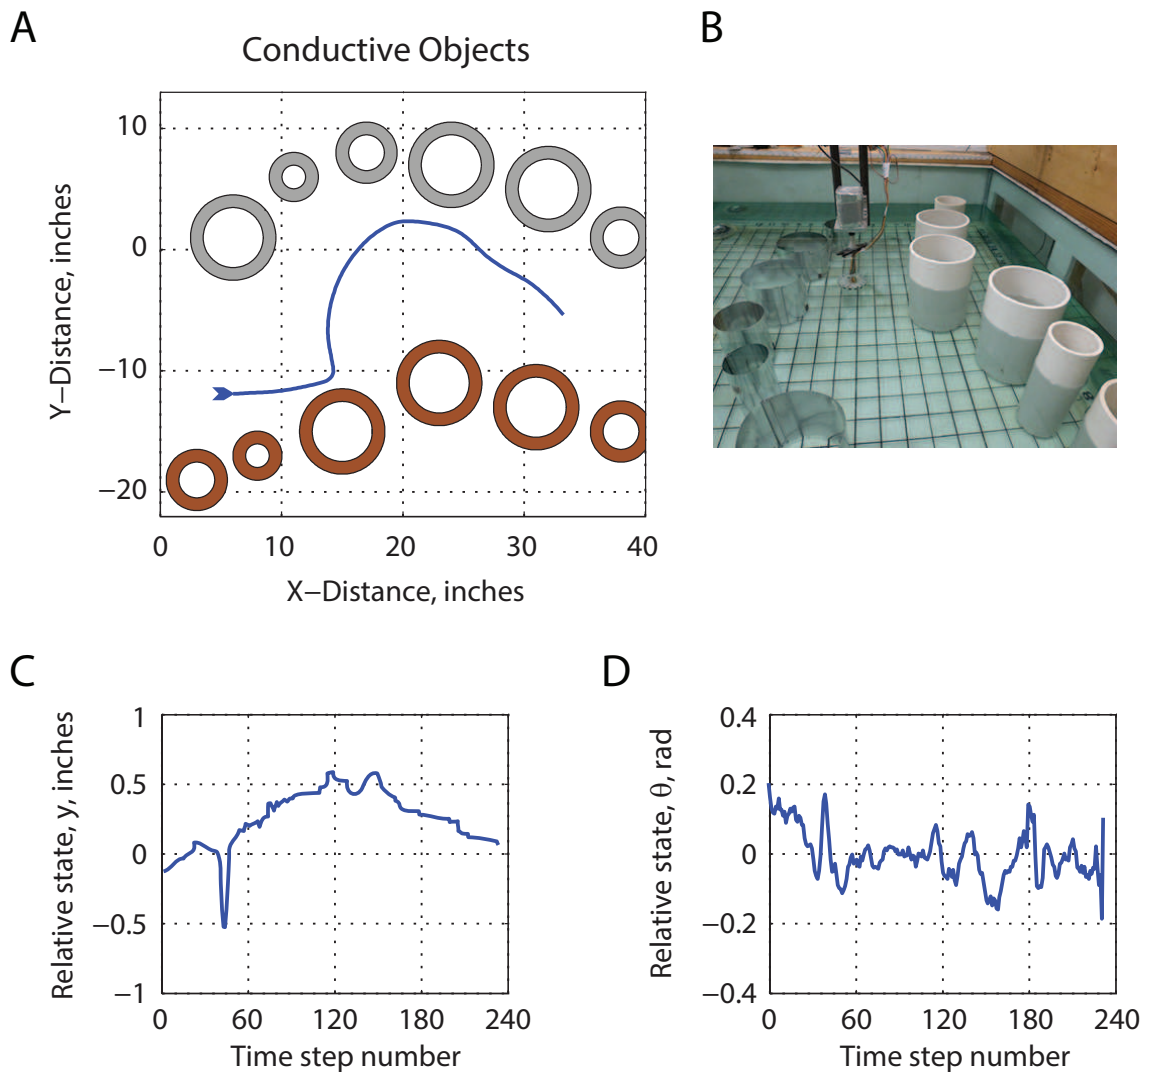 A
B
Conductive Objects
Y−Distance, inches
10
0
−10
−20
0
10
20
30
40
X−Distance, inches
C
D
Relative state, y, inches
1
0.5
0
−0.5
−1
0
60
120
180
240
Time step number
Relative state, θ, rad
0.4
0.2
0
−0.2
−0.4
0
60
120
180
240
Time step number